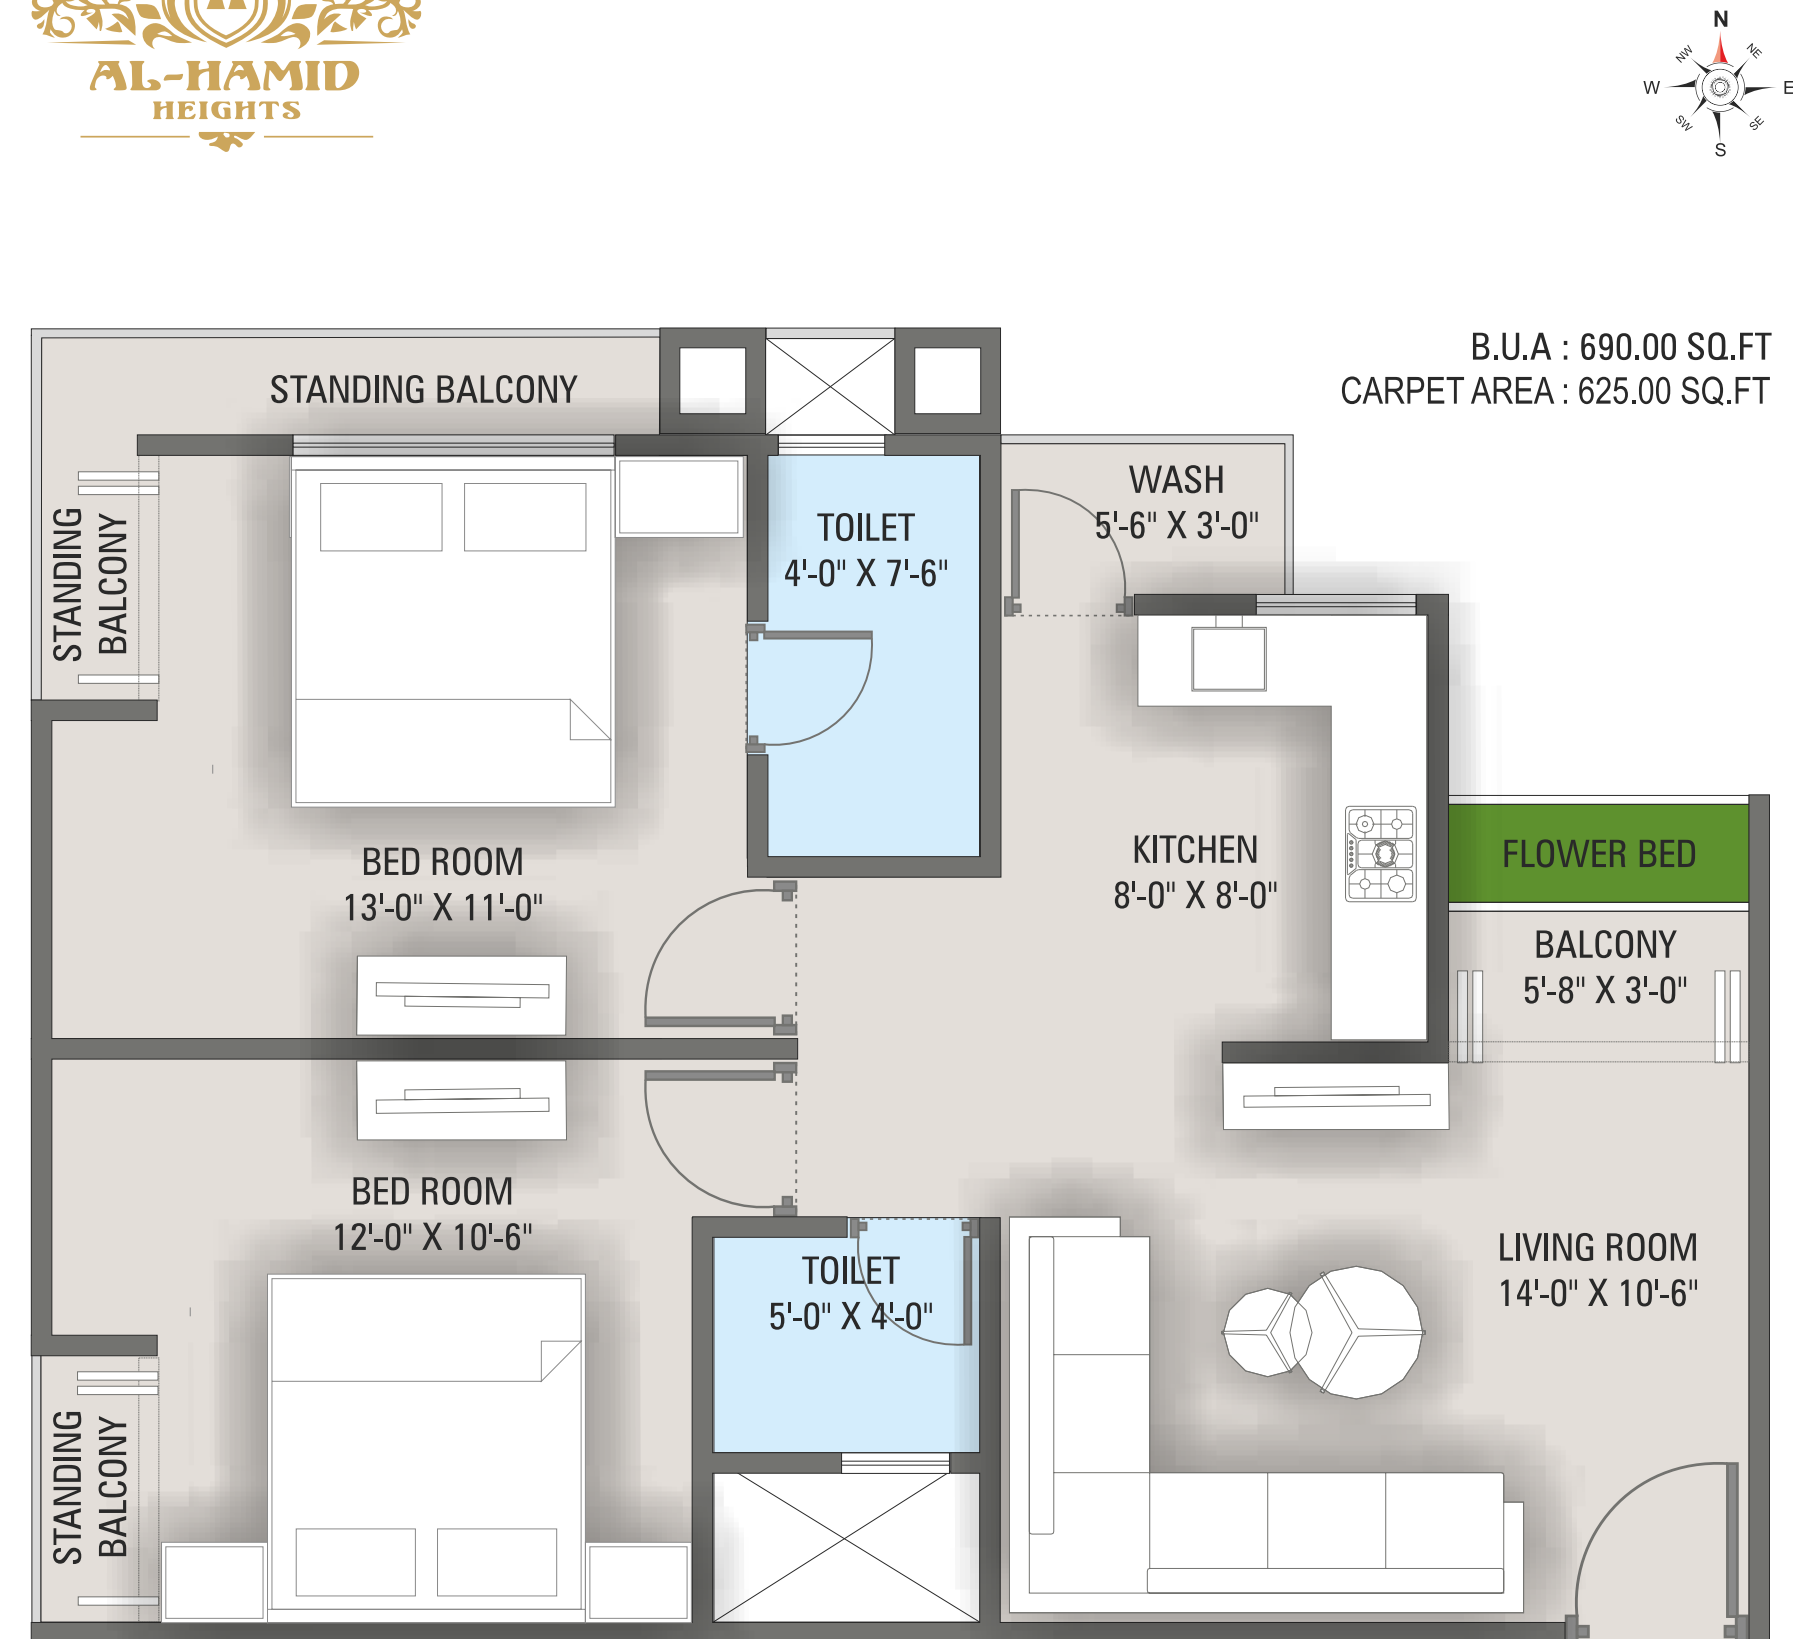 AL-HAMID
HEIGHTS
N
NW
NE
W
E
SW
SE
S
B.U.A : 690.00 SQ.FT
CARPET AREA : 625.00 SQ.FT
STANDING BALCONY
STANDING
BALCONY
TOILET
4'-0" X 7'-6"
WASH
5'-6" X 3'-0"
BED ROOM
13'-0" X 11'-0"
KITCHEN
8'-0" X 8'-0"
FLOWER BED
BALCONY
5'-8" X 3'-0"
BED ROOM
12'-0" X 10'-6"
TOILET
5'-0" X 4'-0"
LIVING ROOM
14'-0" X 10'-6"
STANDING
BALCONY